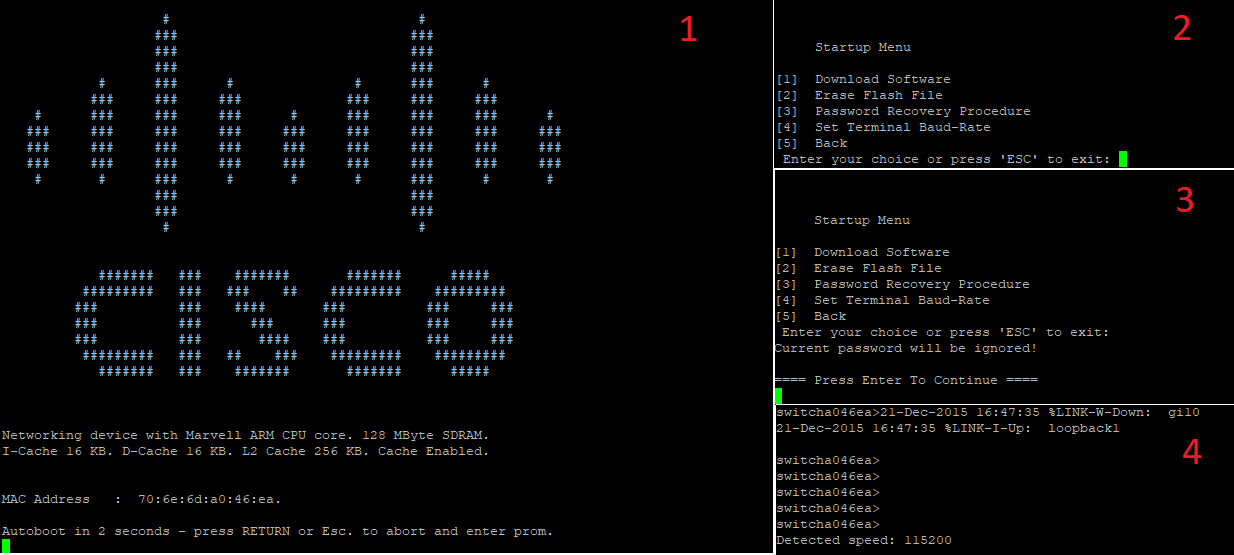 1
CISCO
Networking device with Marvell ARM CPU core. 128 MByte SDRAM.
I-Cache 16 KB. D-Cache 16 KB. L2 Cache 256 KB. Cache Enabled.
MAC Address   :  70:6e:6d:a0:46:ea.
Autoboot in 2 seconds - press RETURN or Esc. to abort and enter prom.
2
Startup Menu
[1]  Download Software
[2]  Erase Flash File
[3]  Password Recovery Procedure
[4]  Set Terminal Baud-Rate
[5]  Back
Enter your choice or press 'ESC' to exit:
3
Startup Menu
[1]  Download Software
[2]  Erase Flash File
[3]  Password Recovery Procedure
[4]  Set Terminal Baud-Rate
[5]  Back
Enter your choice or press 'ESC' to exit:
Current password will be ignored!
==== Press Enter To Continue ====
switcha046ea>21-Dec-2015 16:47:35 %LINK-W-Down:  gi10
21-Dec-2015 16:47:35 %LINK-I-Up:  loopback1
4
switcha046ea>
switcha046ea>
switcha046ea>
switcha046ea>
switcha046ea>
Detected speed: 115200